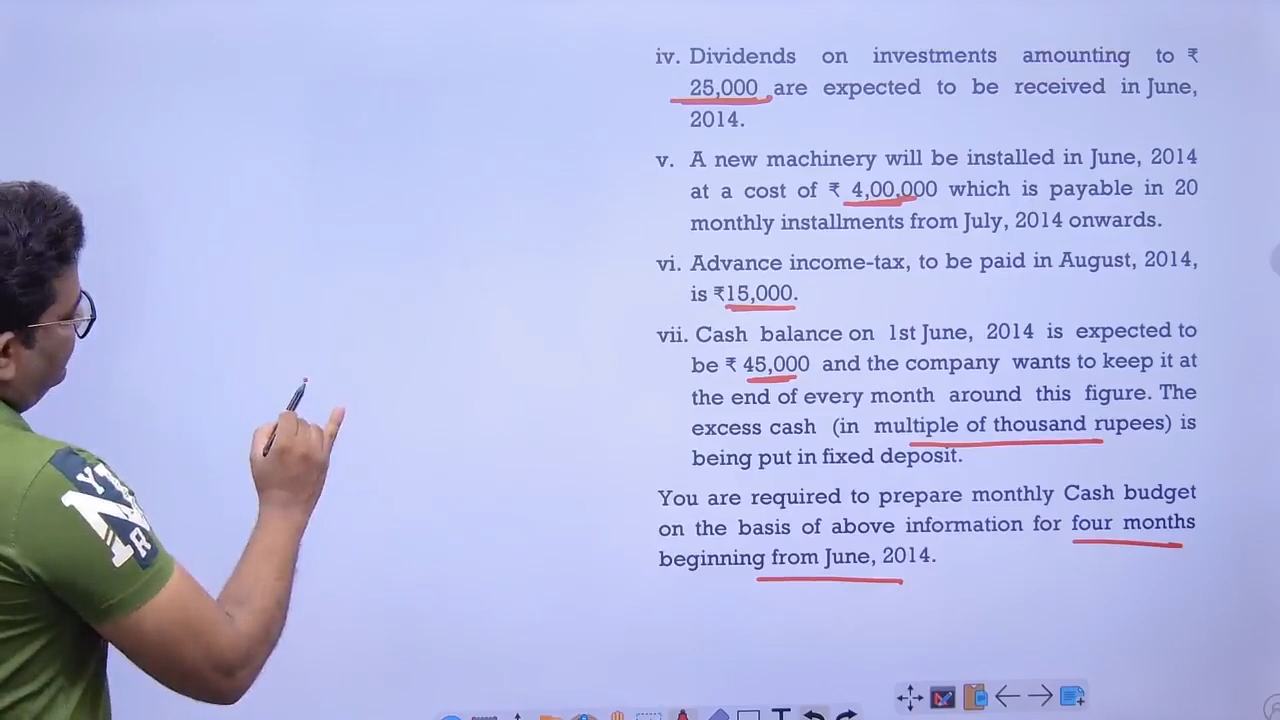 iv. Dividends on investments amounting to ₹
25,000 are expected to be received in June,
2014.
v. A new machinery will be installed in June, 2014
at a cost of ₹ 4,00,000 which is payable in 20
monthly installments from July, 2014 onwards.
vi. Advance income-tax, to be paid in August, 2014,
is ₹15,000.
vii. Cash balance on 1st June, 2014 is expected to
be ₹ 45,000 and the company wants to keep it at
the end of every month around this figure. The
excess cash (in multiple of thousand rupees) is
being put in fixed deposit.
You are required to prepare monthly Cash budget
on the basis of above information for four months
beginning from June, 2014.